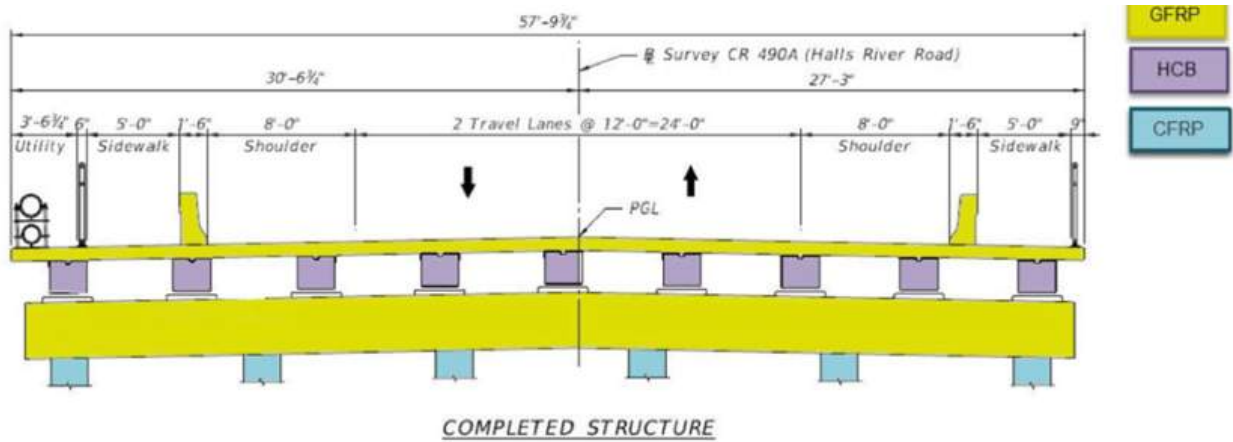 57'-9¾"
GFRP
℄ Survey CR 490A (Halls River Road)
HCB
30'-6¾"
27'-3"
3'-6¾" 6" 5'-0" 1'-6" 8'-0" 2 Travel Lanes @ 12'-0"=24'-0" 8'-0" 1'-6" 5'-0" 9"
CFRP
Utility Sidewalk Shoulder Shoulder Sidewalk
PGL
COMPLETED STRUCTURE